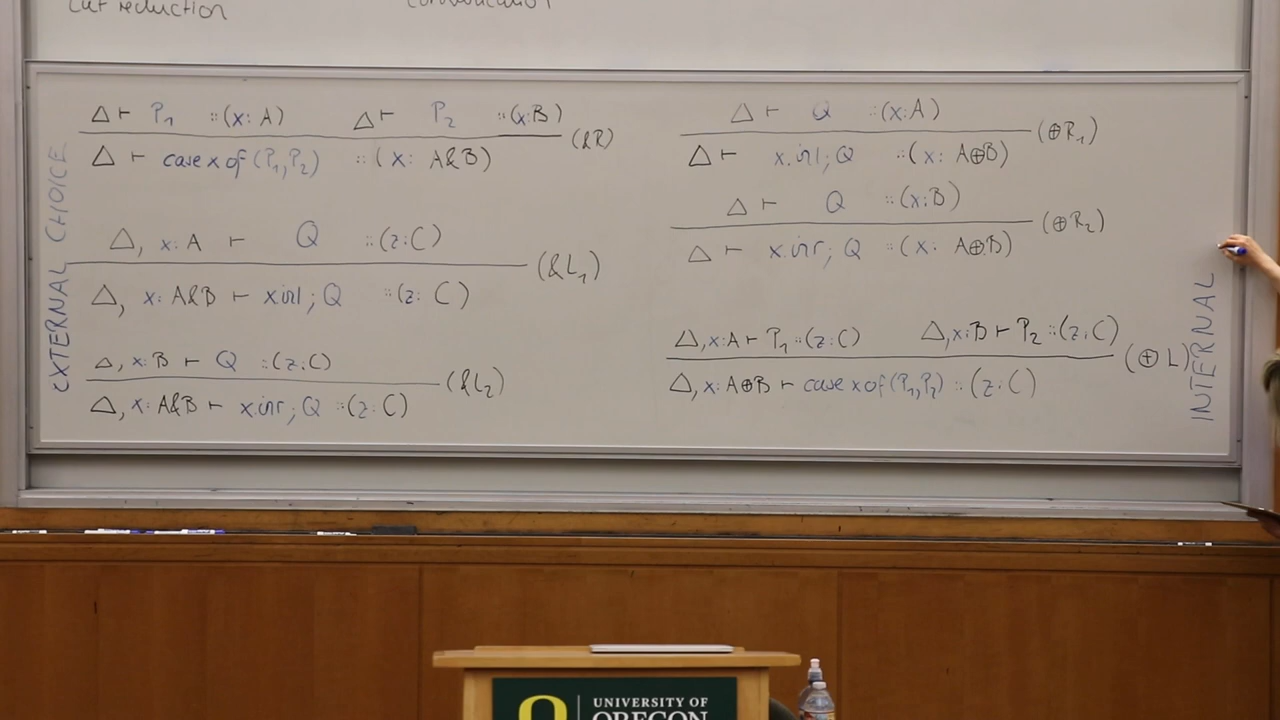 cut reduction
communication
EXTERNAL CHOICE
Δ ⊢ P₁ :: (x: A)    Δ ⊢ P₂ :: (x: B)
(&R)
Δ ⊢ case x of (P₁, P₂) :: (x: A&B)
Δ, x: A ⊢ Q :: (z: C)
(&L₁)
Δ, x: A&B ⊢ x.inl; Q :: (z: C)
Δ, x: B ⊢ Q :: (z: C)
(&L₂)
Δ, x: A&B ⊢ x.inr; Q :: (z: C)
Δ ⊢ Q :: (x: A)
(⊕R₁)
Δ ⊢ x.inl; Q :: (x: A⊕B)
Δ ⊢ Q :: (x: B)
(⊕R₂)
Δ ⊢ x.inr; Q :: (x: A⊕B)
Δ, x: A ⊢ P₁ :: (z: C)    Δ, x: B ⊢ P₂ :: (z: C)
(⊕L)
Δ, x: A⊕B ⊢ case x of (P₁, P₂) :: (z: C)
INTERNAL
UNIVERSITY OF
OREGON